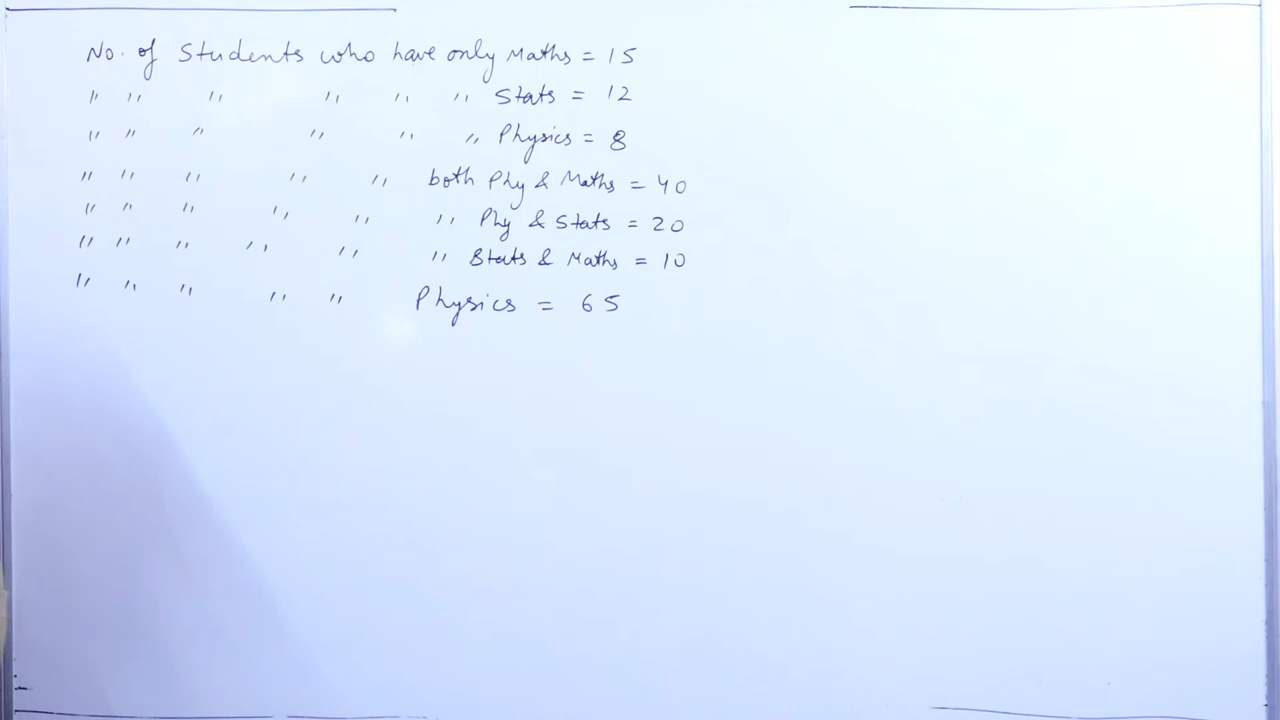 No. of Students who have only Maths = 15
" " " " " " Stats = 12
" " " " " " Physics = 8
" " " " " both Phy & Maths = 40
" " " " " " Phy & Stats = 20
" " " " " " Stats & Maths = 10
" " " " " Physics = 65